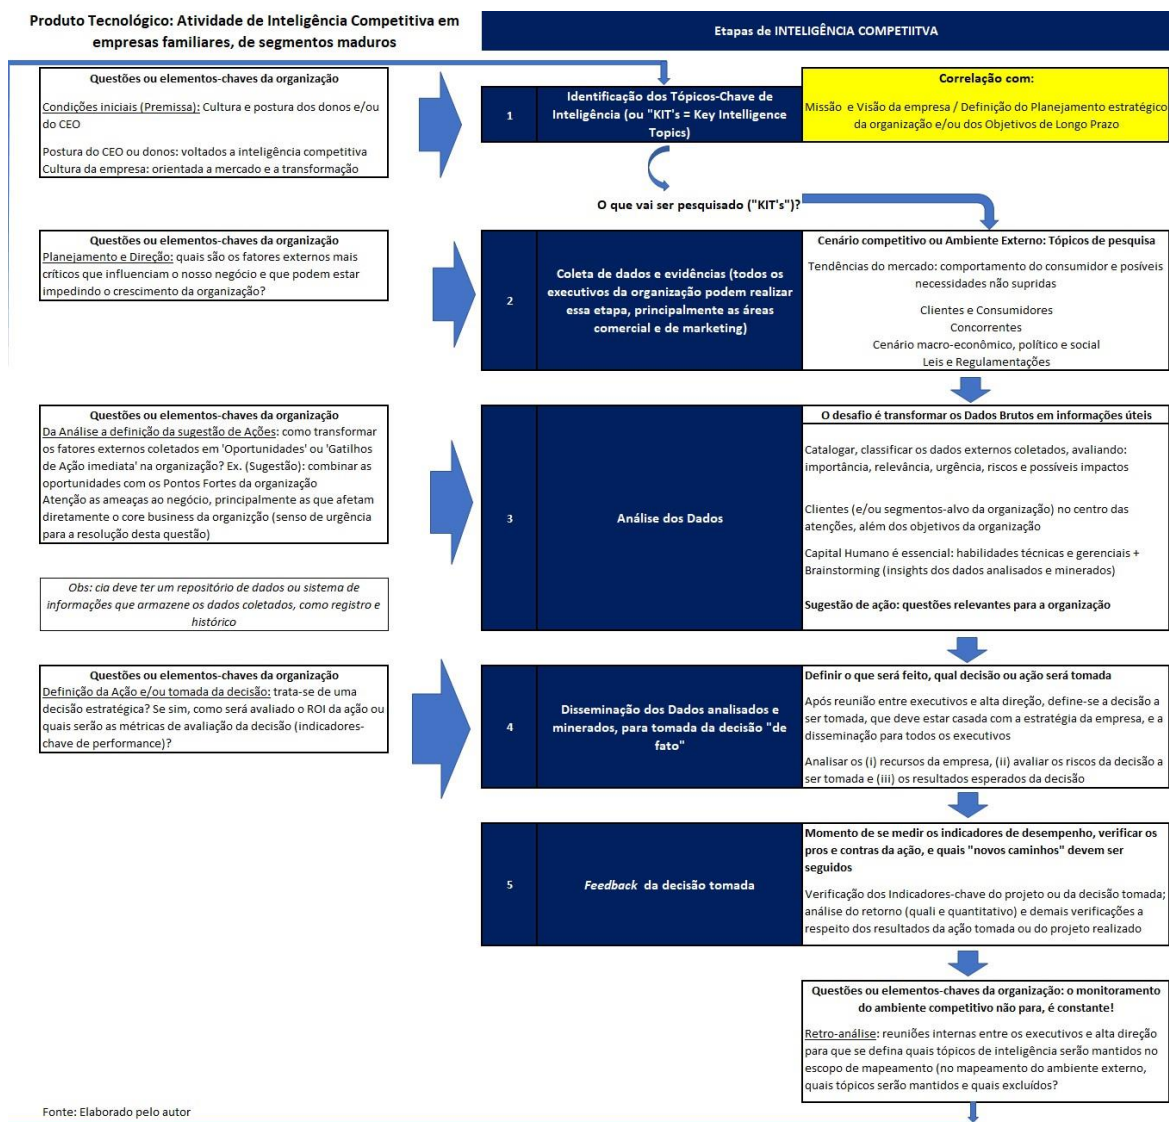 Produto Tecnológico: Atividade de Inteligência Competitiva em
empresas familiares, de segmentos maduros
Etapas de INTELIGÊNCIA COMPETIITVA
Questões ou elementos-chaves da organização
Condições iniciais (Premissa): Cultura e postura dos donos e/ou
do CEO
Postura do CEO ou donos: voltados a inteligência competitiva
Cultura da empresa: orientada a mercado e a transformação
1
Identificação dos Tópicos-Chave de
Inteligência (ou "KIT's = Key Intelligence
Topics)
Correlação com:
Missão e Visão da empresa / Definição do Planejamento estratégico
da organização e/ou dos Objetivos de Longo Prazo
O que vai ser pesquisado ("KIT's")?
Questões ou elementos-chaves da organização
Planejamento e Direção: quais são os fatores externos mais
críticos que influenciam o nosso negócio e que podem estar
impedindo o crescimento da organização?
2
Coleta de dados e evidências (todos os
executivos da organização podem realizar
essa etapa, principalmente as áreas
comercial e de marketing)
Cenário competitivo ou Ambiente Externo: Tópicos de pesquisa
Tendências do mercado: comportamento do consumidor e posíveis
necessidades não supridas
Clientes e Consumidores
Concorrentes
Cenário macro-econômico, político e social
Leis e Regulamentações
Questões ou elementos-chaves da organização
Da Análise a definição da sugestão de Ações: como transformar
os fatores externos coletados em 'Oportunidades' ou 'Gatilhos
de Ação imediata' na organização? Ex. (Sugestão): combinar as
oportunidades com os Pontos Fortes da organização
Atenção as ameaças ao negócio, principalmente as que afetam
diretamente o core business da organizção (senso de urgência
para a resolução desta questão)
Obs: cia deve ter um repositório de dados ou sistema de
informações que armazene os dados coletados, como registro e
histórico
3
Análise dos Dados
O desafio é transformar os Dados Brutos em informações úteis
Catalogar, classificar os dados externos coletados, avaliando:
importância, relevância, urgência, riscos e possíveis impactos
Clientes (e/ou segmentos-alvo da organização) no centro das
atenções, além dos objetivos da organização
Capital Humano é essencial: habilidades técnicas e gerenciais +
Brainstorming (insights dos dados analisados e minerados)
Sugestão de ação: questões relevantes para a organização
Questões ou elementos-chaves da organização
Definição da Ação e/ou tomada da decisão: trata-se de uma
decisão estratégica? Se sim, como será avaliado o ROI da ação ou
quais serão as métricas de avaliação da decisão (indicadores-
chave de performance)?
4
Disseminação dos Dados analisados e
minerados, para tomada da decisão "de
fato"
Definir o que será feito, qual decisão ou ação será tomada
Após reunião entre executivos e alta direção, define-se a decisão a
ser tomada, que deve estar casada com a estratégia da empresa, e a
disseminação para todos os executivos
Analisar os (i) recursos da empresa, (ii) avaliar os riscos da decisão a
ser tomada e (iii) os resultados esperados da decisão
5
Feedback da decisão tomada
Momento de se medir os indicadores de desempenho, verificar os
pros e contras da ação, e quais "novos caminhos" devem ser
seguidos
Verificação dos Indicadores-chave do projeto ou da decisão tomada;
análise do retorno (quali e quantitativo) e demais verificações a
respeito dos resultados da ação tomada ou do projeto realizado
Questões ou elementos-chaves da organização: o monitoramento
do ambiente competitivo não para, é constante!
Retro-análise: reuniões internas entre os executivos e alta direção
para que se defina quais tópicos de inteligência serão mantidos no
escopo de mapeamento (no mapeamento do ambiente externo,
quais tópicos serão mantidos e quais excluídos?
Fonte: Elaborado pelo autor